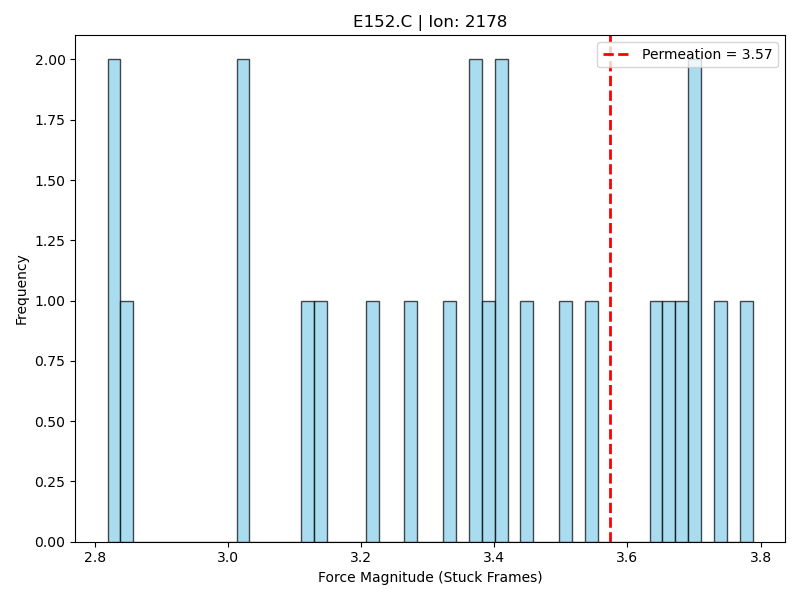 E152.C | Ion: 2178
Permeation = 3.57
Frequency
2.00
1.75
1.50
1.25
1.00
0.75
0.50
0.25
0.00
2.8 3.0 3.2 3.4 3.6 3.8
Force Magnitude (Stuck Frames)